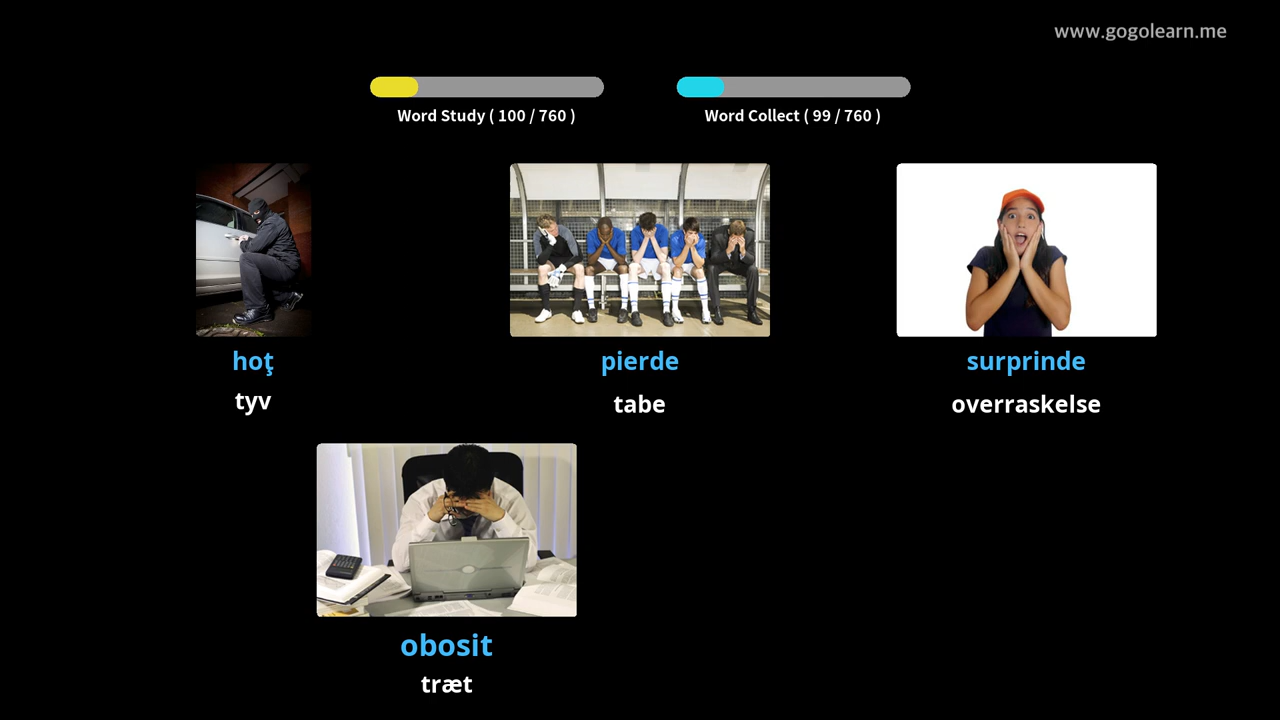 www.gogolearn.me
Word Study ( 100 / 760 )
Word Collect ( 99 / 760 )
hoţ
tyv
pierde
tabe
surprinde
overraskelse
obosit
træt